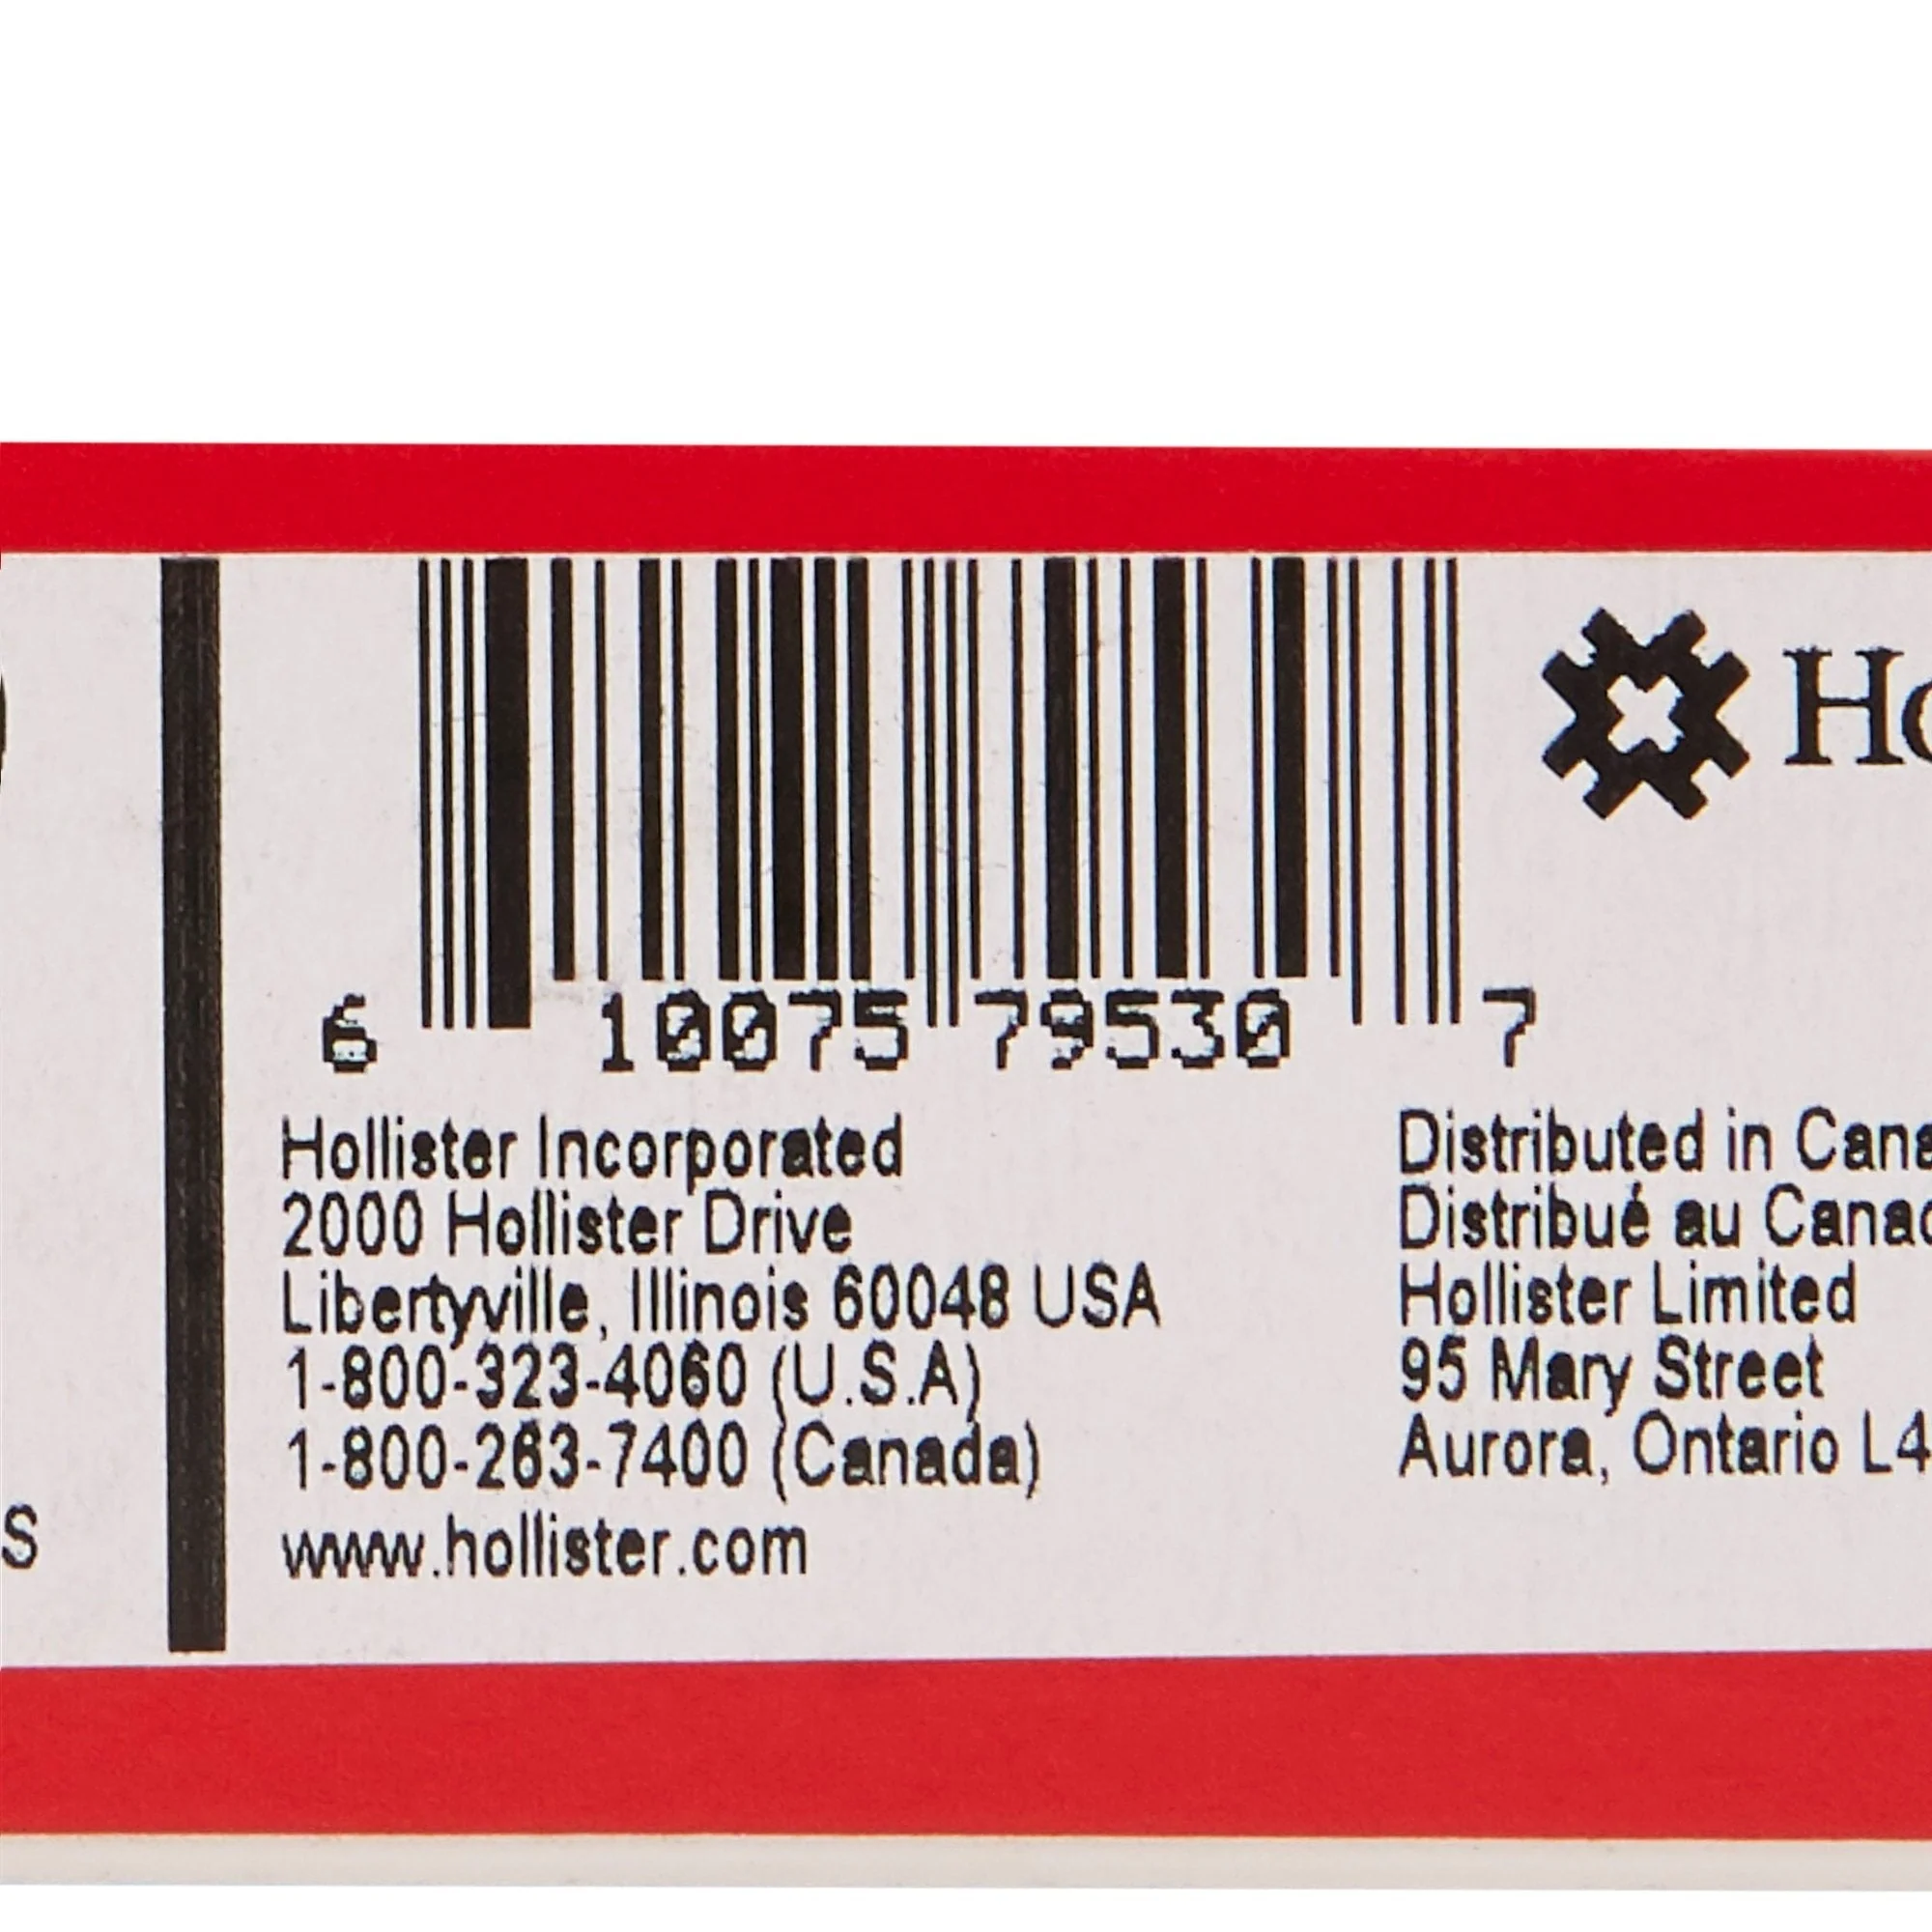 6 10075 79530 7
Hollister Incorporated
2000 Hollister Drive
Libertyville, Illinois 60048 USA
1-800-323-4060 (U.S.A)
1-800-263-7400 (Canada)
www.hollister.com
Ho
Distributed in Cana
Distribué au Canad
Hollister Limited
95 Mary Street
Aurora, Ontario L4
S